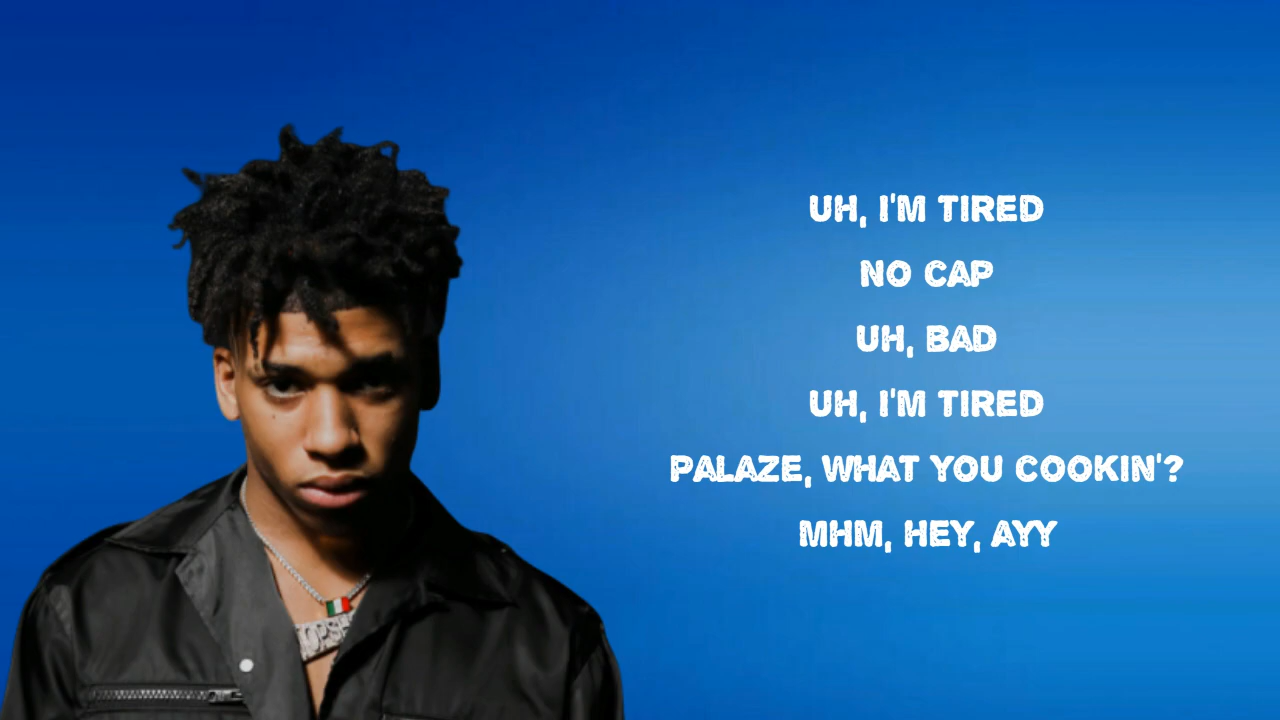 UH, I'M TIRED
NO CAP
UH, BAD
UH, I'M TIRED
PALAZE, WHAT YOU COOKIN'?
MHM, HEY, AYY